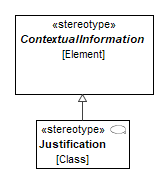 «stereotype»
ContextualInformation
[Element]
«stereotype»
Justification
[Class]